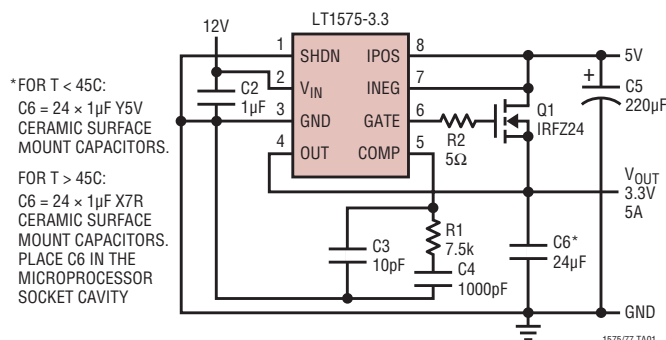 LT1575-3.3
12V
1
SHDN
IPOS
8
5V
2
VIN
INEG
7
3
GND
GATE
6
4
OUT
COMP
5
C2
1µF
R2
5Ω
Q1
IRFZ24
+
C5
220µF
VOUT
3.3V
5A
*FOR T < 45C:
C6 = 24 × 1µF Y5V
CERAMIC SURFACE
MOUNT CAPACITORS.
FOR T > 45C:
C6 = 24 × 1µF X7R
CERAMIC SURFACE
MOUNT CAPACITORS.
PLACE C6 IN THE
MICROPROCESSOR
SOCKET CAVITY
C3
10pF
R1
7.5k
C4
1000pF
C6*
24µF
GND
1575/77 TA01